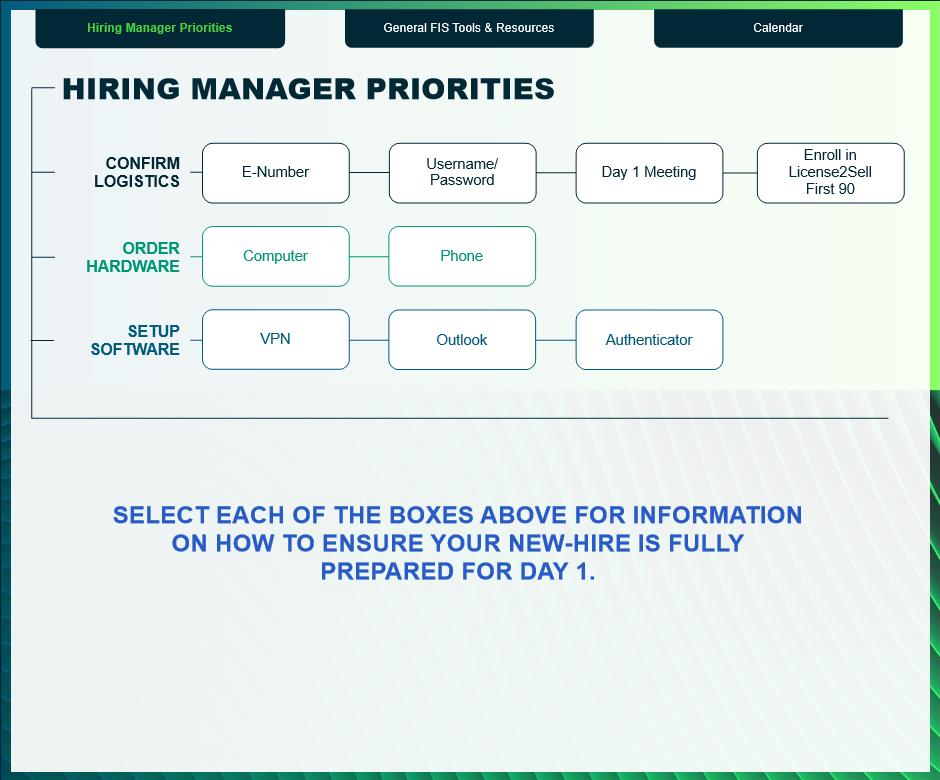 Hiring Manager Priorities
General FIS Tools & Resources
Calendar
HIRING MANAGER PRIORITIES
CONFIRM
LOGISTICS
E-Number
Username/
Password
Day 1 Meeting
Enroll in
License2Sell
First 90
ORDER
HARDWARE
Computer
Phone
SETUP
SOFTWARE
VPN
Outlook
Authenticator
SELECT EACH OF THE BOXES ABOVE FOR INFORMATION
ON HOW TO ENSURE YOUR NEW-HIRE IS FULLY
PREPARED FOR DAY 1.